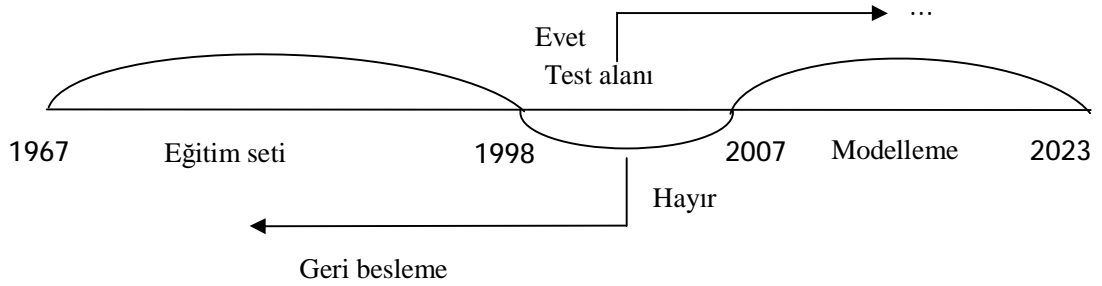 …
Evet
Test alanı
1967 Eğitim seti 1998 2007 Modelleme 2023
Hayır
Geri besleme